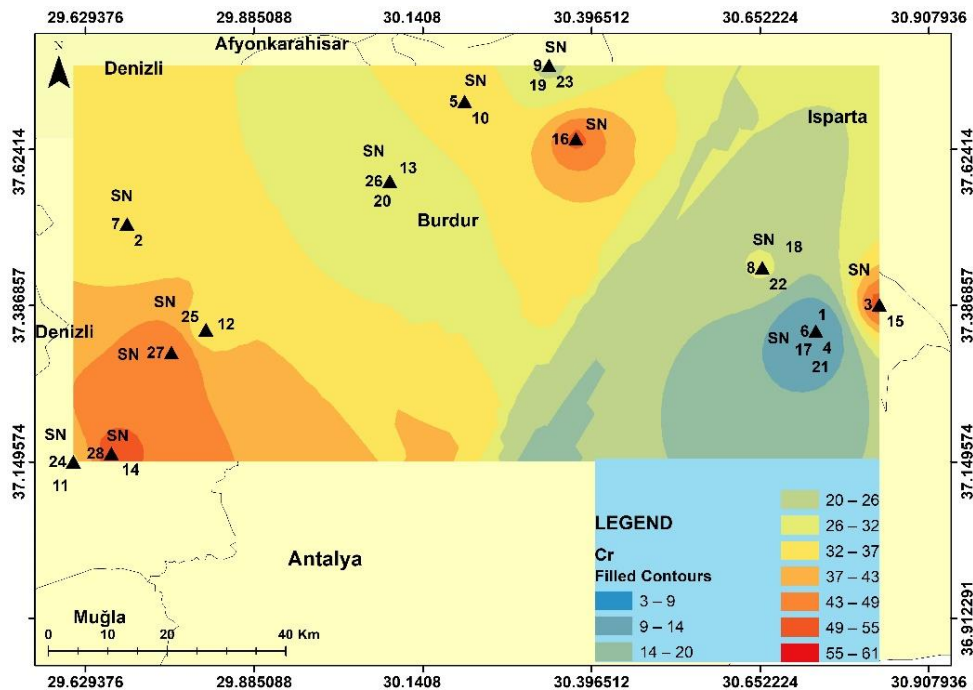 29.629376 29.885088 30.1408 30.396512 30.652224 30.907936
Afyonkarahisar
N
Denizli
SN
9
19 23
SN
5
10
SN
16
Isparta
37.62414
37.62414
SN
13
26
20
Burdur
SN
7
2
SN 18
8
22
SN
3
15
37.386857
37.386857
SN
25 12
Denizli
SN 27
1
6
SN 17 4
21
SN
24
11
SN
28
14
37.149574
37.149574
LEGEND
Cr
Filled Contours
3 – 9
9 – 14
14 – 20
20 – 26
26 – 32
32 – 37
37 – 43
43 – 49
49 – 55
55 – 61
Antalya
36.912291
36.912291
Muğla
0 10 20 40 Km
29.629376 29.885088 30.1408 30.396512 30.652224 30.907936